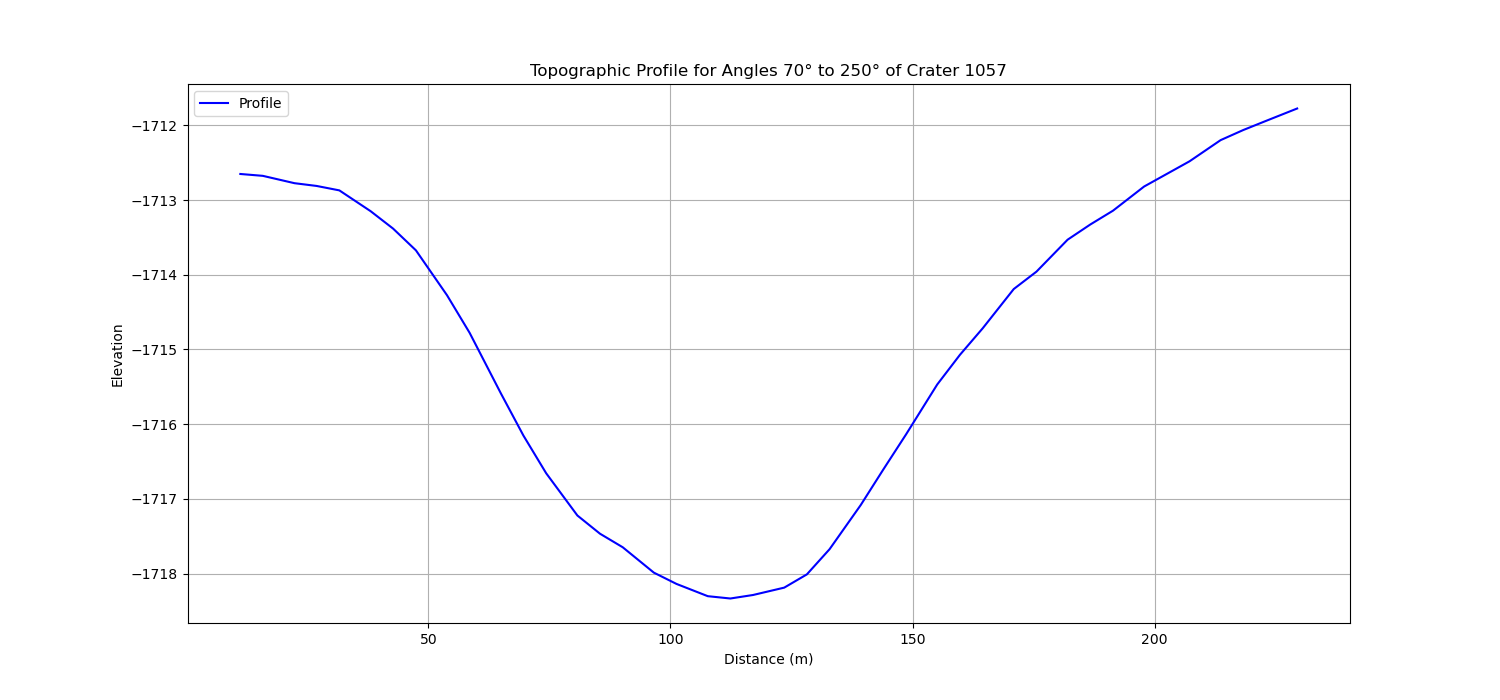 Topographic Profile for Angles 70° to 250° of Crater 1057
Profile
−1712
−1713
−1714
−1715
−1716
−1717
−1718
Elevation
50
100
150
200
Distance (m)